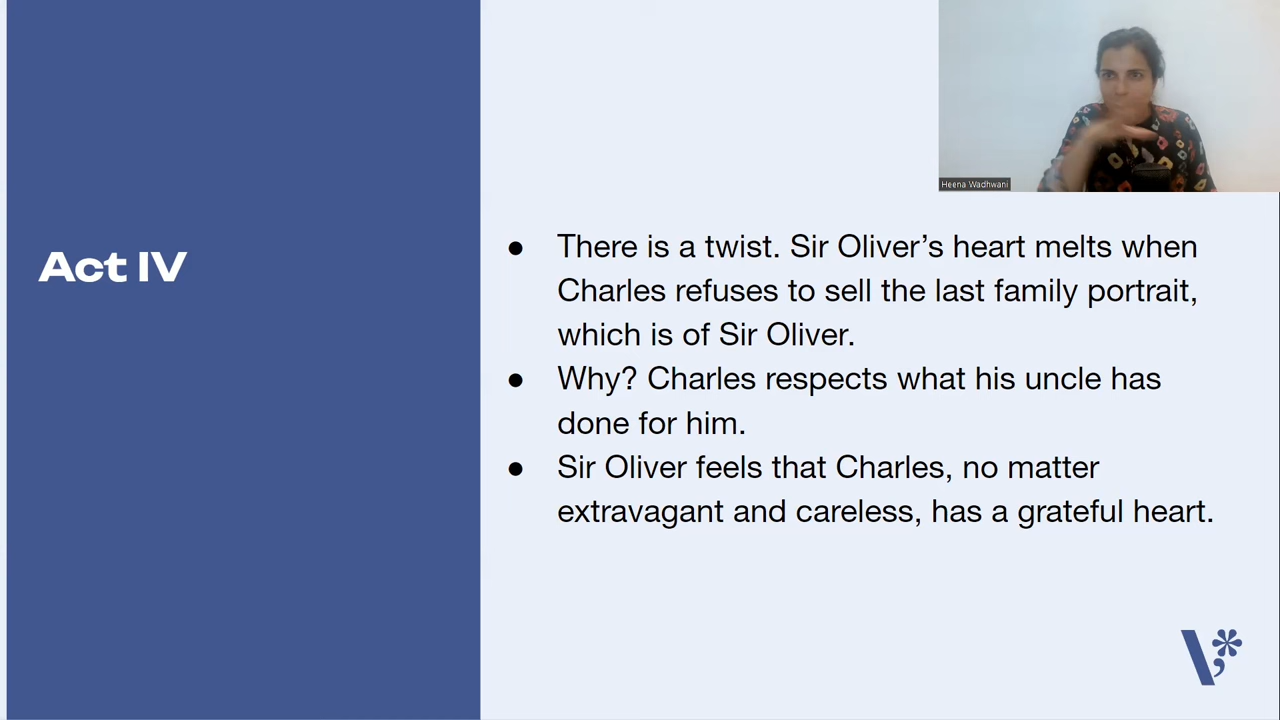 Heena Wadhwani
Act IV
● There is a twist. Sir Oliver’s heart melts when
Charles refuses to sell the last family portrait,
which is of Sir Oliver.
● Why? Charles respects what his uncle has
done for him.
● Sir Oliver feels that Charles, no matter
extravagant and careless, has a grateful heart.